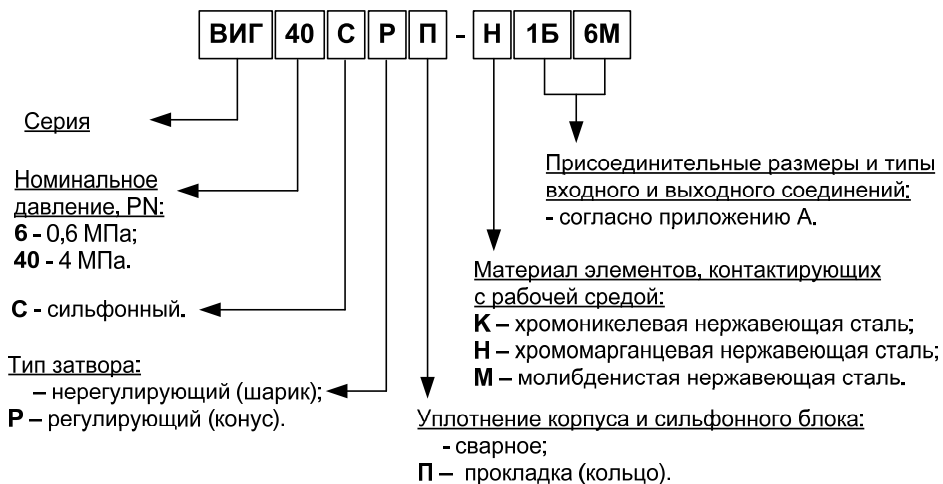 ВИГ 40 С Р П - Н 1Б 6М
Серия
Номинальное
давление, PN:
6 - 0,6 МПа;
40 - 4 МПа.
С - сильфонный.
Тип затвора:
– нерегулирующий (шарик);
Р – регулирующий (конус).
Присоединительные размеры и типы
входного и выходного соединений:
- согласно приложению А.
Материал элементов, контактирующих
с рабочей средой:
К – хромоникелевая нержавеющая сталь;
Н – хромомарганцевая нержавеющая сталь;
М – молибденистая нержавеющая сталь.
Уплотнение корпуса и сильфонного блока:
- сварное;
П – прокладка (кольцо).